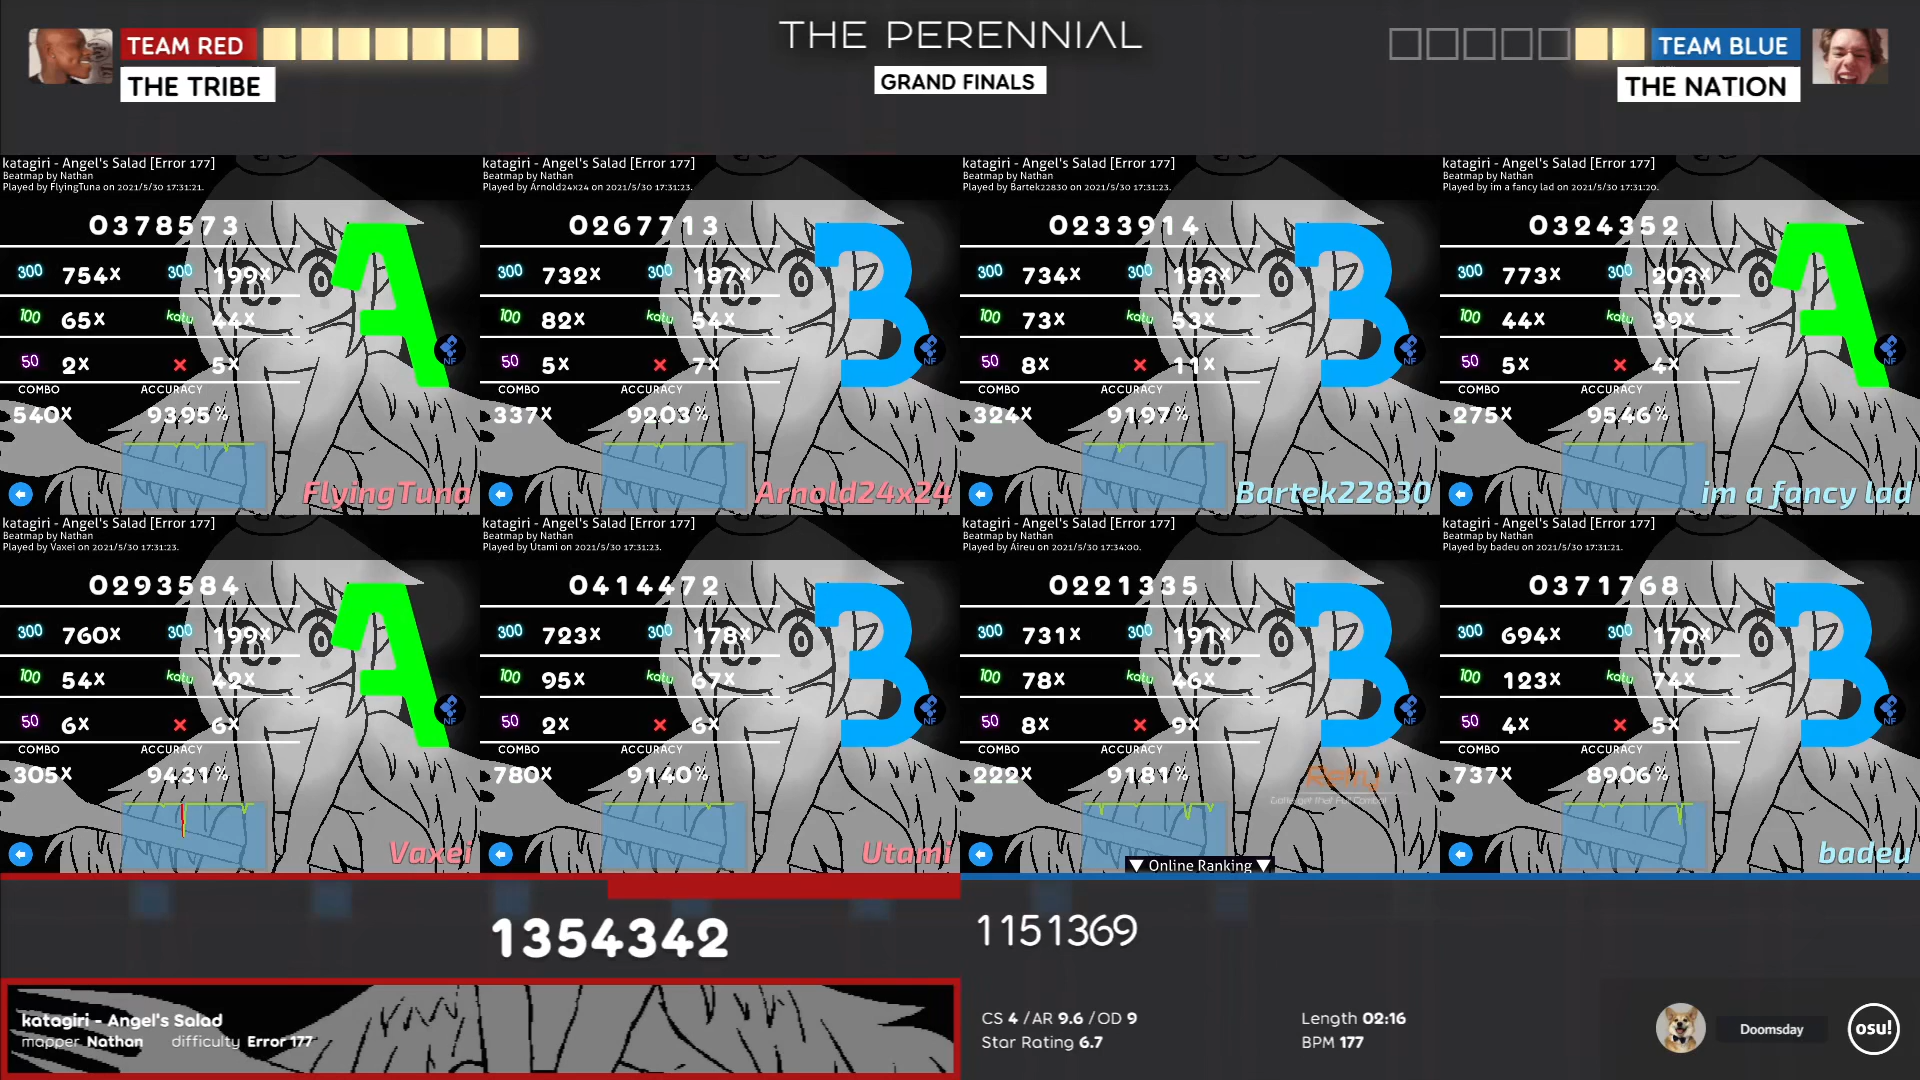 THE PERENNIAL
GRAND FINALS
TEAM RED
THE TRIBE
TEAM BLUE
THE NATION
katagiri - Angel's Salad [Error 177]
Beatmap by Nathan
Played by FlyingTuna on 2021/5/30 17:31:21.
0378573
300 754x 300 199x
100 65x katu 44x
50 2x 5x
COMBO ACCURACY
540x 93.95%
NF
FlyingTuna
katagiri - Angel's Salad [Error 177]
Beatmap by Nathan
Played by Arnold24x24 on 2021/5/30 17:31:23.
0267713
300 732x 300 187x
100 82x katu 54x
50 5x 7x
COMBO ACCURACY
337x 92.03%
NF
Arnold24x24
katagiri - Angel's Salad [Error 177]
Beatmap by Nathan
Played by Bartek22830 on 2021/5/30 17:31:23.
0233914
300 734x 300 183x
100 73x katu 53x
50 8x 11x
COMBO ACCURACY
324x 91.97%
NF
Bartek22830
katagiri - Angel's Salad [Error 177]
Beatmap by Nathan
Played by im a fancy lad on 2021/5/30 17:31:20.
0324352
300 773x 300 203x
100 44x katu 39x
50 5x 4x
COMBO ACCURACY
275x 95.46%
A
B
B
A
NF
im a fancy lad
katagiri - Angel's Salad [Error 177]
Beatmap by Nathan
Played by Vaxei on 2021/5/30 17:31:23.
0293584
300 760x 300 199x
100 54x katu 42x
50 6x 6x
COMBO ACCURACY
305x 94.31%
NF
Vaxei
katagiri - Angel's Salad [Error 177]
Beatmap by Nathan
Played by Utami on 2021/5/30 17:31:23.
0414472
300 723x 300 178x
100 95x katu 67x
50 2x 6x
COMBO ACCURACY
780x 91.40%
NF
Utami
katagiri - Angel's Salad [Error 177]
Beatmap by Nathan
Played by Aireu on 2021/5/30 17:34:00.
0221335
300 731x 300 191x
100 78x katu 46x
50 8x 9x
COMBO ACCURACY
222x 91.81%
NF
Retry
▼ Online Ranking ▼
katagiri - Angel's Salad [Error 177]
Beatmap by Nathan
Played by badeu on 2021/5/30 17:31:21.
0371768
300 694x 300 170x
100 123x katu 74x
50 4x 5x
COMBO ACCURACY
737x 89.06%
A
B
B
B
NF
badeu
1354342
1151369
katagiri - Angel's Salad
mapper Nathan difficulty Error 177
CS 4 / AR 9.6 / OD 9
Star Rating 6.7
Length 02:16
BPM 177
Doomsday
osu!